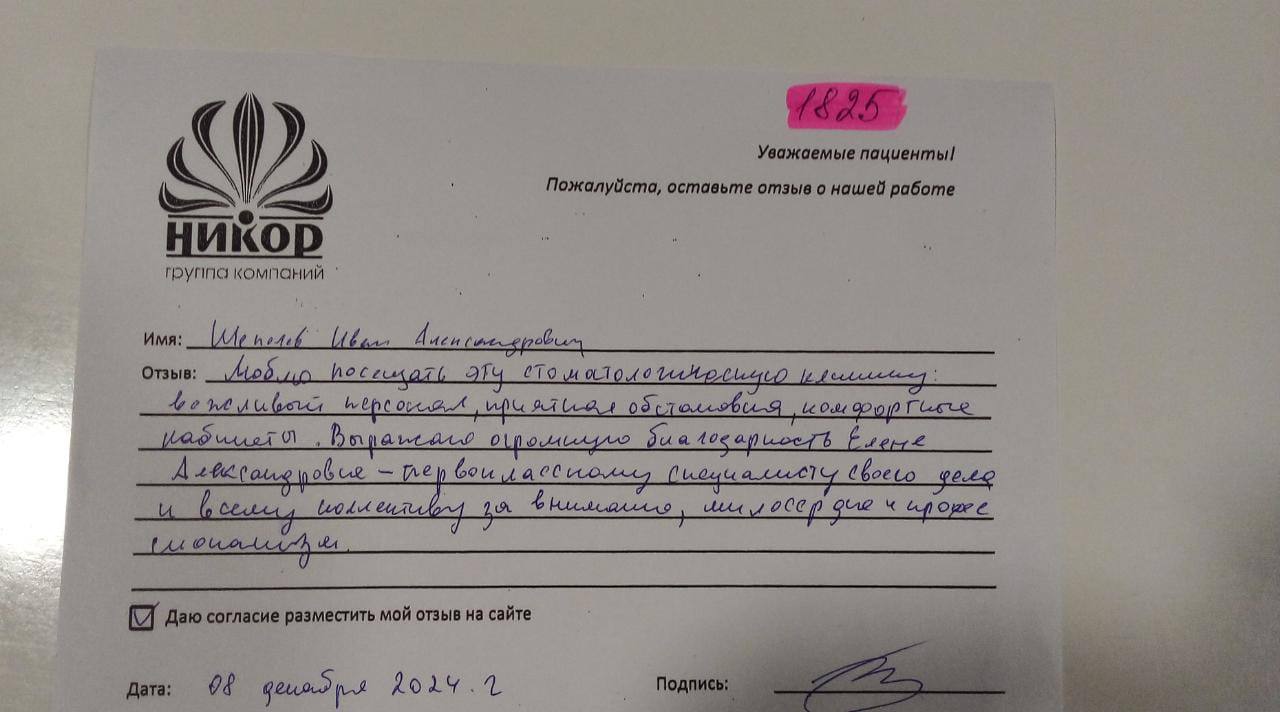 1825
Уважаемые пациенты!
Пожалуйста, оставьте отзыв о нашей работе
НИКОР
группа компаний
Имя: Шепелев Иван Александрович
Отзыв: Люблю посещать эту стоматологическую клинику:
вежливый персонал, приятная обстановка, комфортные
кабинеты. Выражаю огромную благодарность Елене
Александровне – первоклассному специалисту своего дела
и всему коллективу за внимание, милосердие и профес
сионализм.
Даю согласие разместить мой отзыв на сайте
Дата: 08 декабря 2024 г
Подпись: